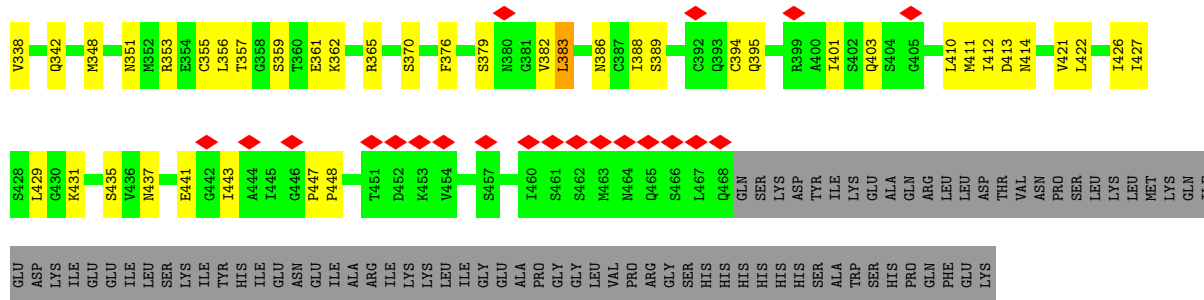 V338 Q342 M348 N351 M352 R353 E354 C355 L356 T357 G358 S359 T360 E361 K362 R365 S370 F376 S379 N380 G381 V382 L383 N386 C387 I388 S389 C392 Q393 C394 Q395 R399 A400 I401 S402 Q403 S404 G405 L410 M411 I412 D413 N414 V421 L422 I426 I427
S428 L429 G430 K431 S435 V436 N437 E441 G442 I443 A444 I445 G446 P447 P448 T451 D452 K453 V454 S457 I460 S461 S462 M463 N464 Q465 S466 L467 Q468 GLN SER LYS ASP TYR ILE LYS GLU ALA GLN ARG LEU LEU ASP THR VAL ASN PRO SER LEU LYS LEU MET LYS GLN ILE
GLU ASP LYS ILE GLU GLU ILE LEU SER LYS ILE TYR HIS ILE GLU ASN GLU ILE ALA ARG ILE LYS LYS LEU ILE GLY GLU ALA PRO GLY GLY LEU VAL PRO ARG GLY SER HIS HIS HIS HIS HIS HIS SER ALA TRP SER HIS PRO GLN PHE GLU LYS